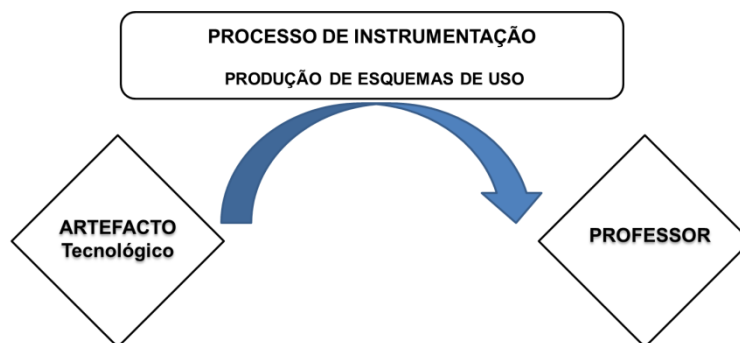 PROCESSO DE INSTRUMENTAÇÃO
PRODUÇÃO DE ESQUEMAS DE USO
ARTEFACTO
Tecnológico
PROFESSOR